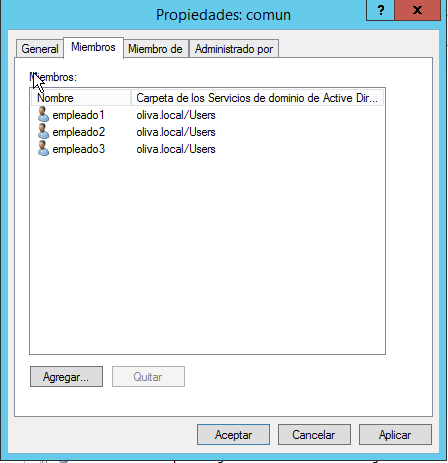 Propiedades: comun
? x
General Miembros Miembro de Administrado por
Miembros:
Nombre Carpeta de los Servicios de dominio de Active Dir...
empleado1 oliva.local/Users
empleado2 oliva.local/Users
empleado3 oliva.local/Users
Agregar... Quitar
Aceptar Cancelar Aplicar